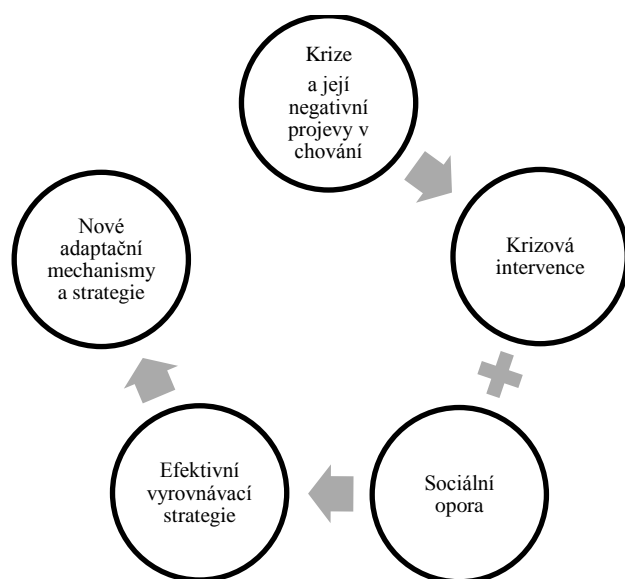 Krize
a její
negativní
projevy v
chování
Krizová
intervence
Sociální
opora
Efektivní
vyrovnávací
strategie
Nové
adaptační
mechanismy
a strategie